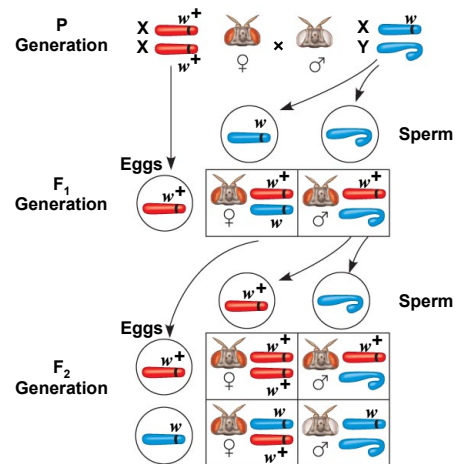 P
Generation
X w+
X w+
♀ × ♂
X w
Y
w
Sperm
Eggs
F1
Generation
w+
w+ w+
♀ w ♂
w+
Sperm
Eggs
F2
Generation
w+
w+ w+
♀ w+ ♂
w
w w
♀ w+ ♂